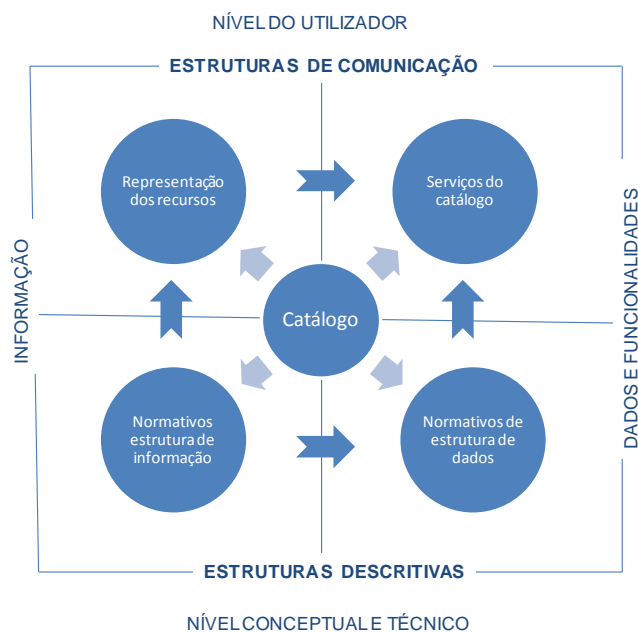 NÍVEL DO UTILIZADOR
ESTRUTURAS DE COMUNICAÇÃO
Representação
dos recursos
Serviços do
catálogo
INFORMAÇÃO
DADOS E FUNCIONALIDADES
Catálogo
Normativos
estrutura de
informação
Normativos de
estrutura de
dados
ESTRUTURAS DESCRITIVAS
NÍVEL CONCEPTUAL E TÉCNICO